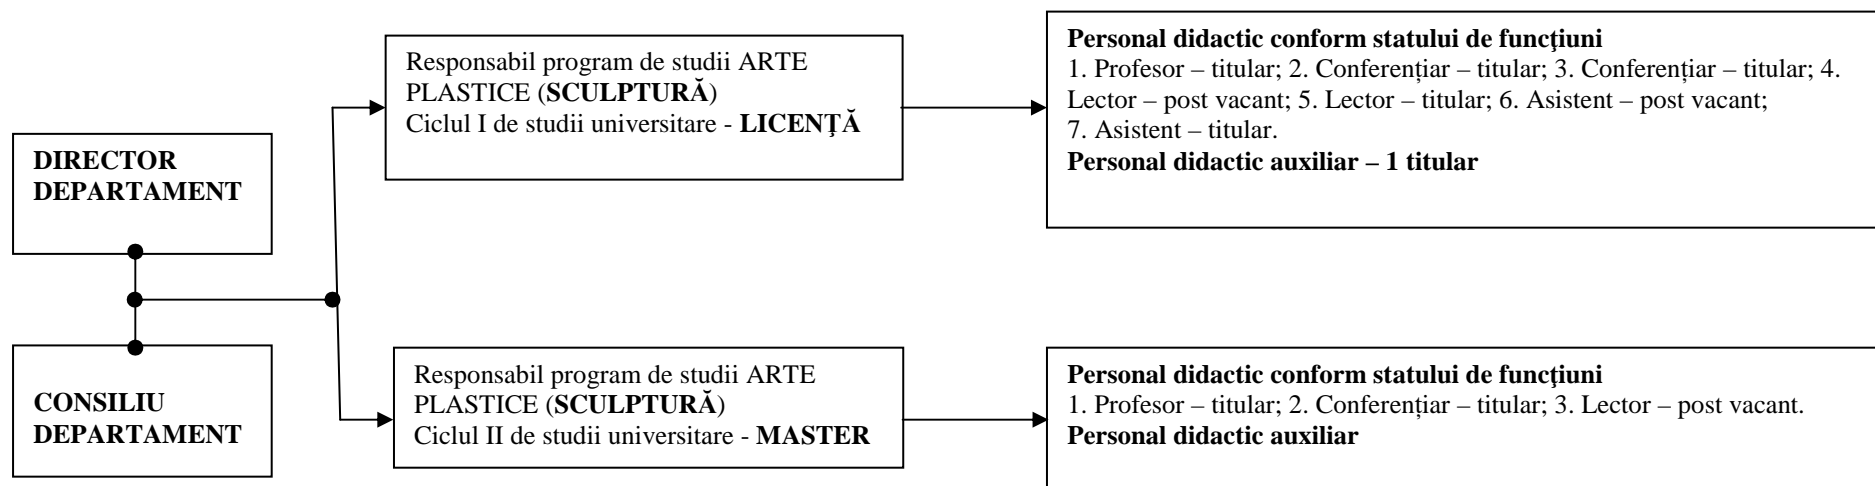 DIRECTOR
DEPARTAMENT
CONSILIU
DEPARTAMENT
Responsabil program de studii ARTE
PLASTICE (SCULPTURĂ)
Ciclul I de studii universitare - LICENŢĂ
Personal didactic conform statului de funcţiuni
1. Profesor – titular; 2. Conferențiar – titular; 3. Conferențiar – titular; 4.
Lector – post vacant; 5. Lector – titular; 6. Asistent – post vacant;
7. Asistent – titular.
Personal didactic auxiliar – 1 titular
Responsabil program de studii ARTE
PLASTICE (SCULPTURĂ)
Ciclul II de studii universitare - MASTER
Personal didactic conform statului de funcţiuni
1. Profesor – titular; 2. Conferențiar – titular; 3. Lector – post vacant.
Personal didactic auxiliar